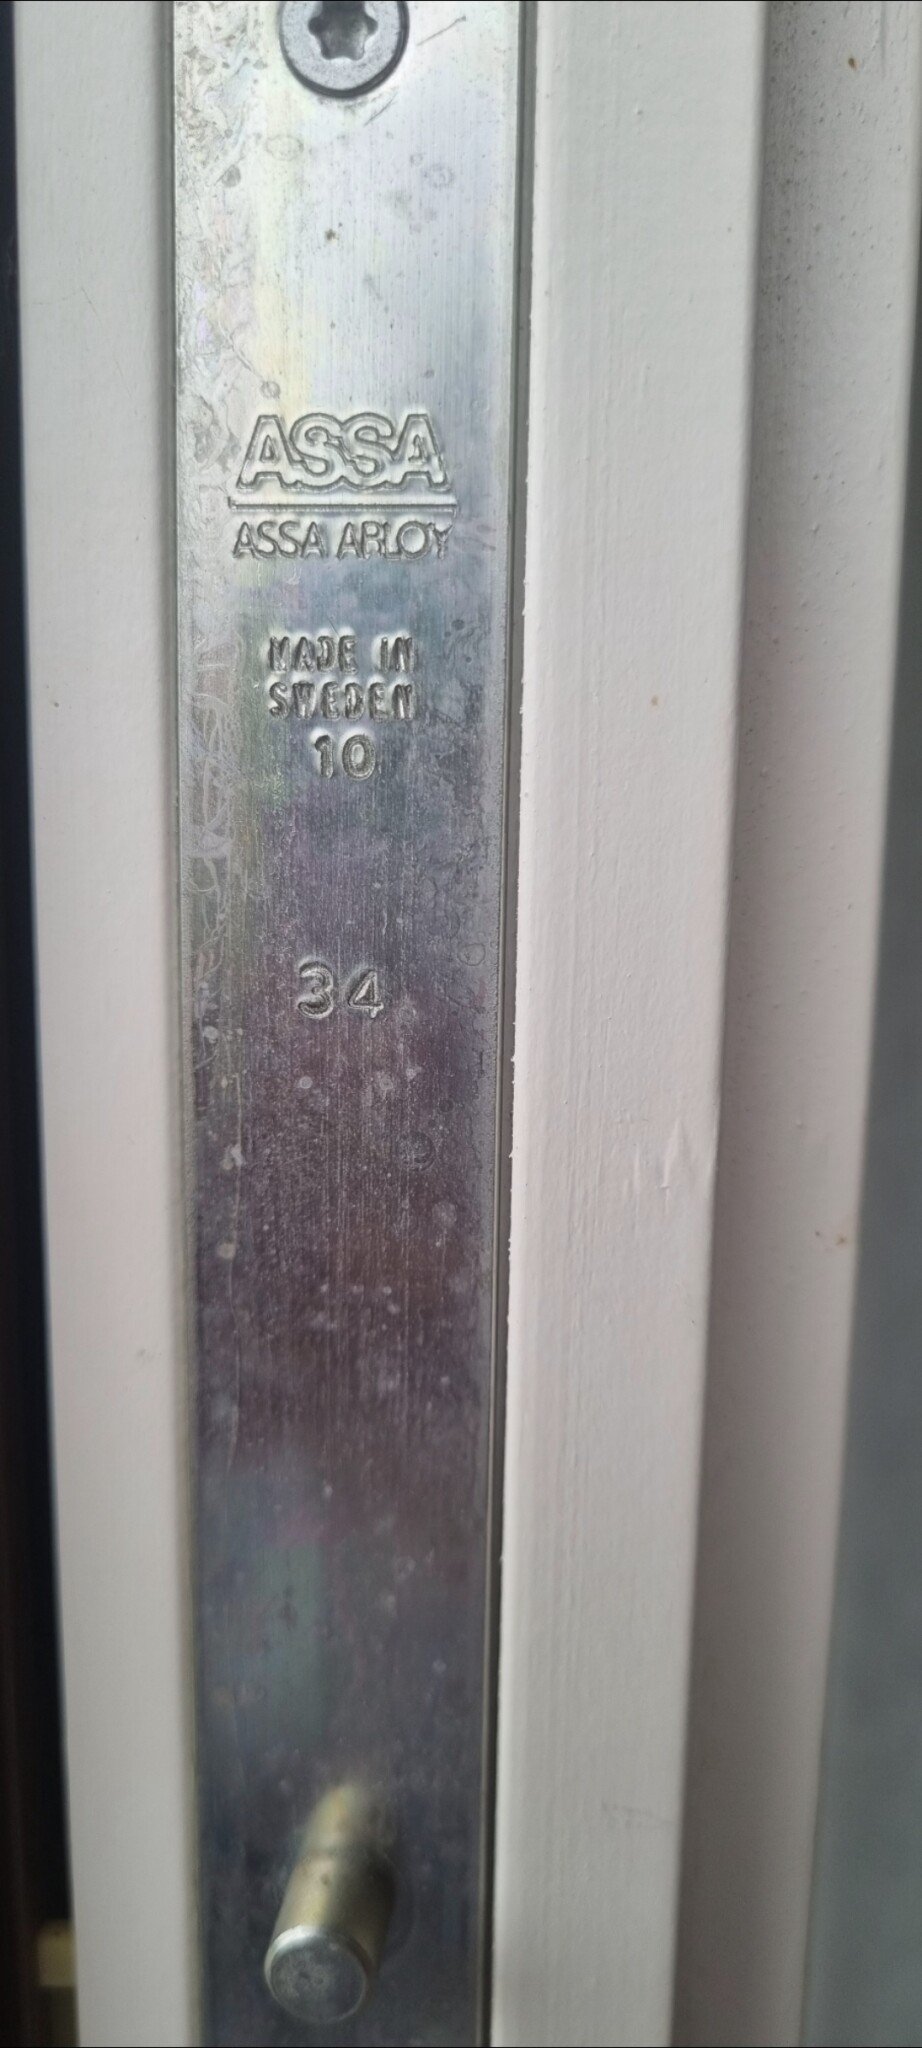 ASSA
ASSA ABLOY
MADE IN
SWEDEN
10
34